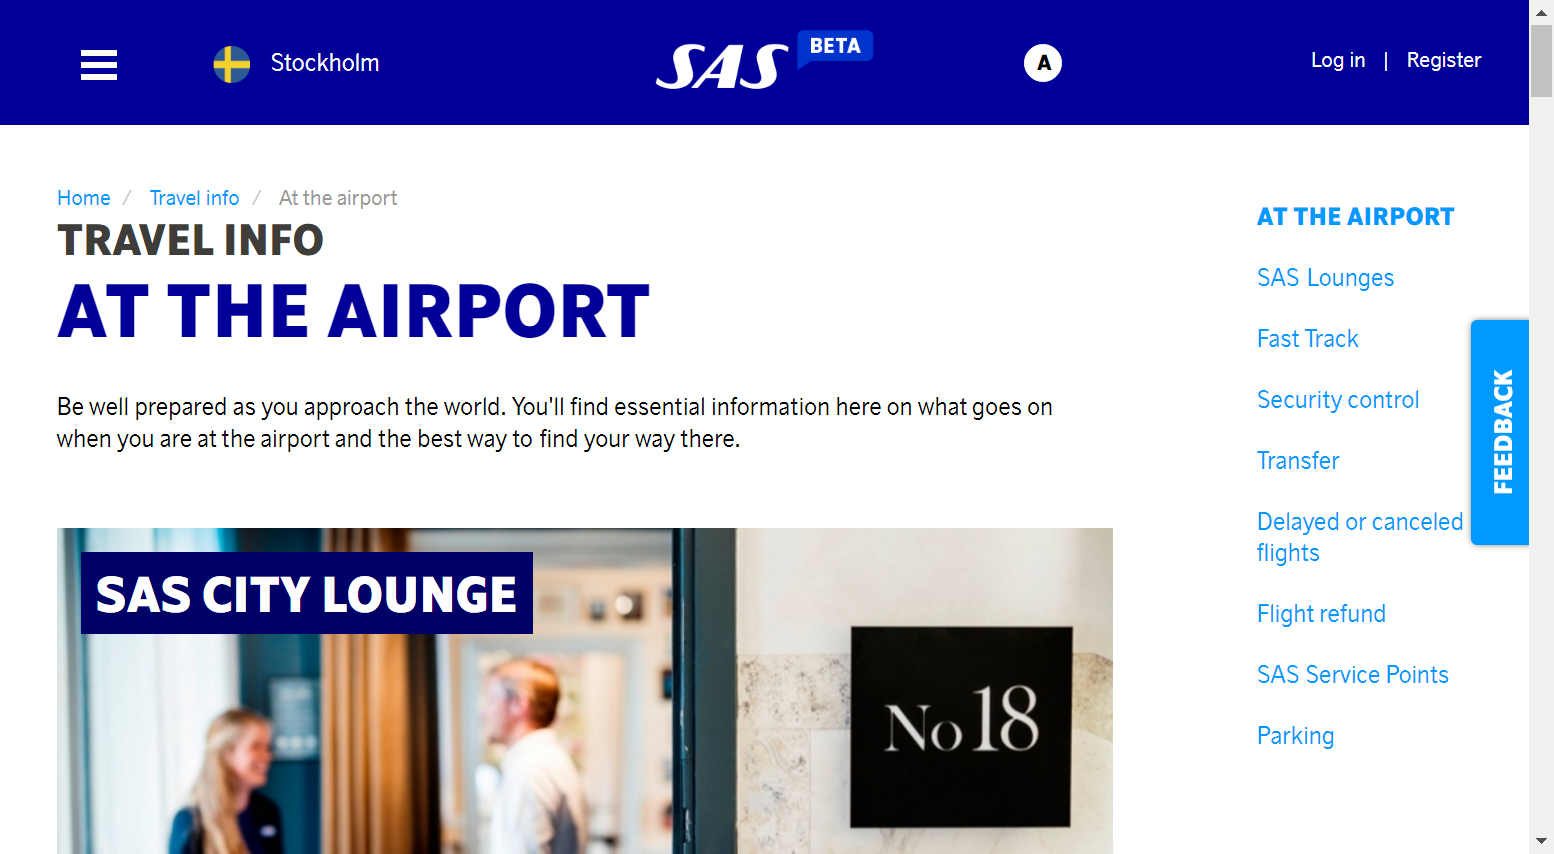 Stockholm
SAS BETA
A
Log in | Register
Home / Travel info / At the airport
TRAVEL INFO
AT THE AIRPORT
Be well prepared as you approach the world. You'll find essential information here on what goes on
when you are at the airport and the best way to find your way there.
SAS CITY LOUNGE
No 18
AT THE AIRPORT
SAS Lounges
Fast Track
Security control
Transfer
Delayed or canceled
flights
Flight refund
SAS Service Points
Parking
FEEDBACK